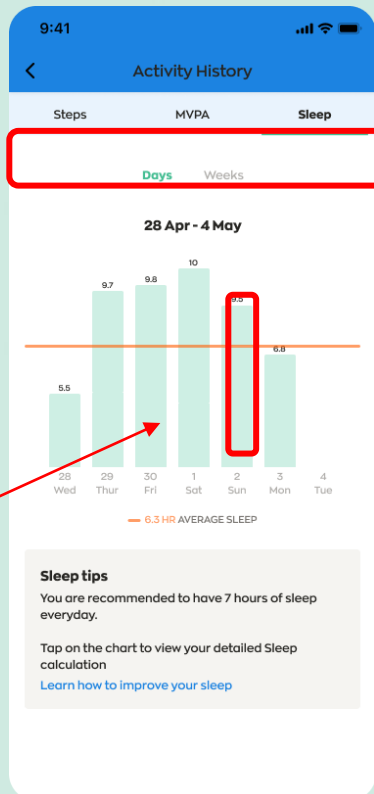 9:41
Activity History
Steps MVPA Sleep
Days Weeks
28 Apr - 4 May
10
9.7 9.8
9.5
6.8
5.5
28 29 30 1 2 3 4
Wed Thur Fri Sat Sun Mon Tue
6.3 HR AVERAGE SLEEP
Sleep tips
You are recommended to have 7 hours of sleep
everyday.
Tap on the chart to view your detailed Sleep
calculation
Learn how to improve your sleep